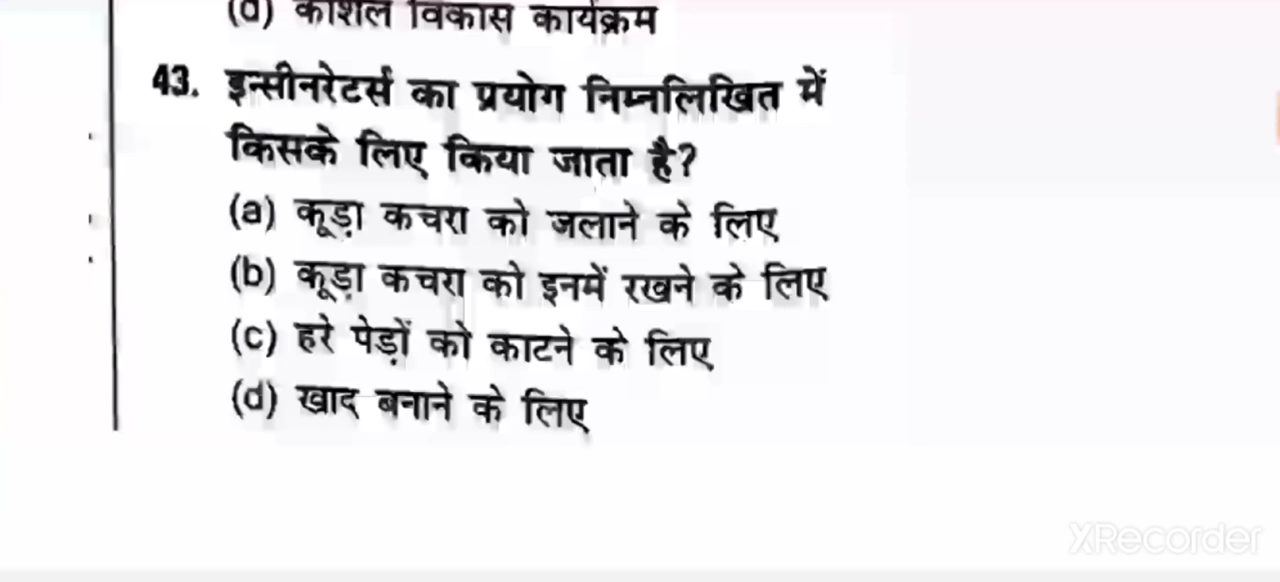 (d) कौशल विकास कार्यक्रम
43. इन्सीनरेटर्स का प्रयोग निम्नलिखित में
किसके लिए किया जाता है?
(a) कूड़ा कचरा को जलाने के लिए
(b) कूड़ा कचरा को इनमें रखने के लिए
(c) हरे पेड़ों को काटने के लिए
(d) खाद बनाने के लिए
XRecorder